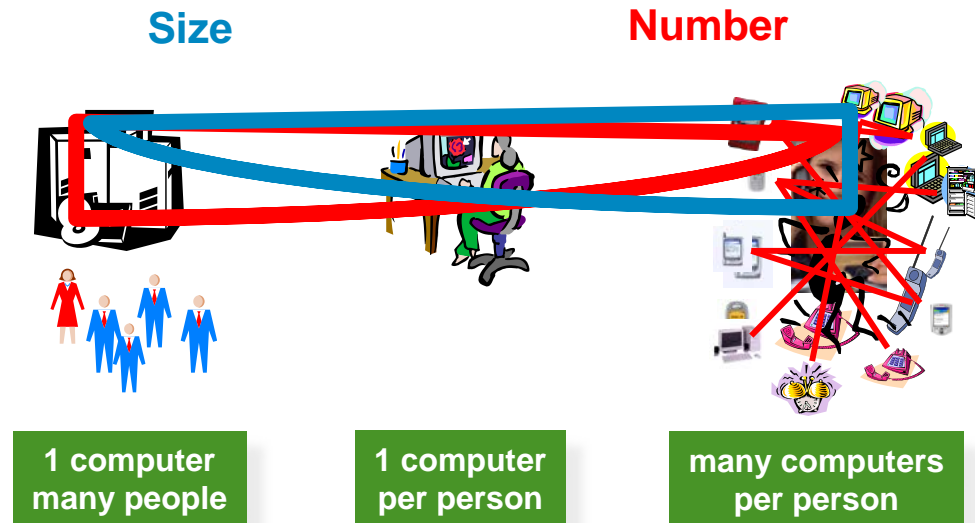 Size
Number
1 computer
many people
1 computer
per person
many computers
per person